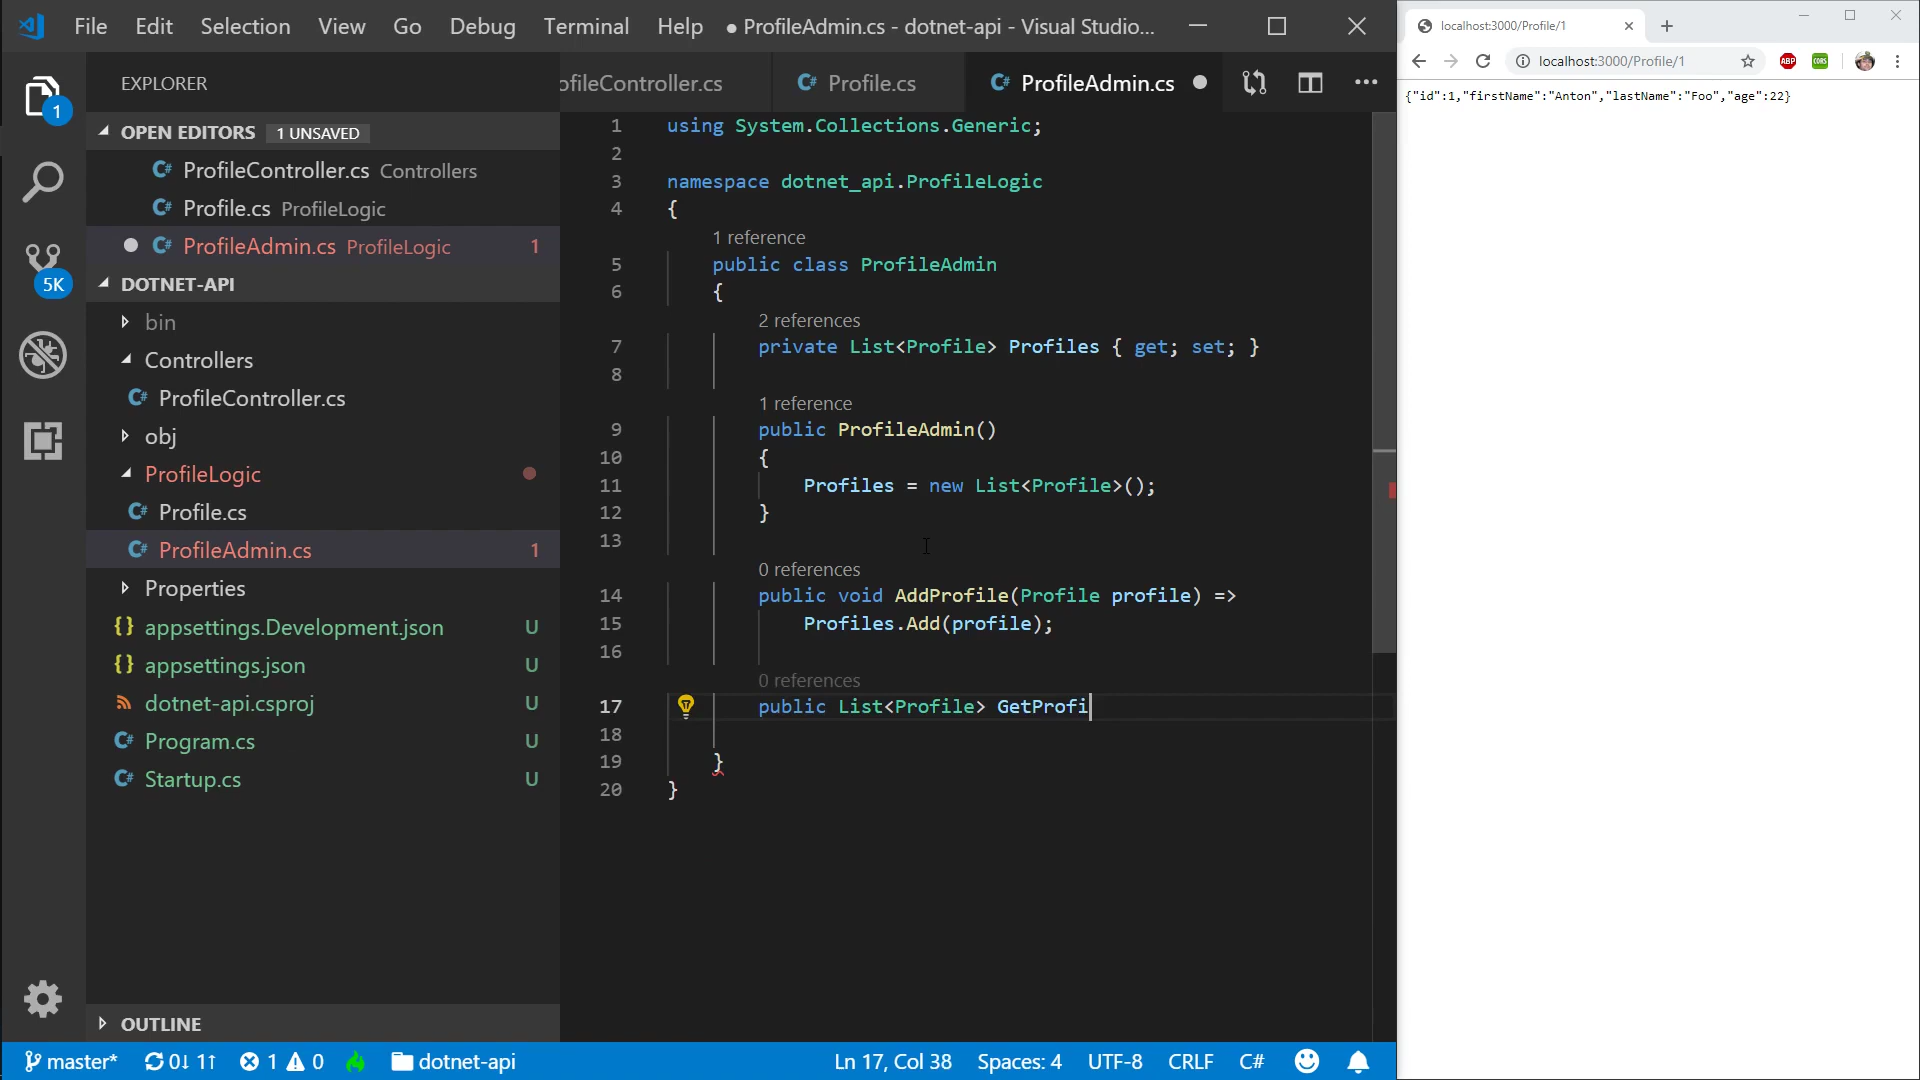 File Edit Selection View Go Debug Terminal Help ● ProfileAdmin.cs - dotnet-api - Visual Studio...
EXPLORER
1
OPEN EDITORS 1 UNSAVED
ProfileController.cs Controllers
Profile.cs ProfileLogic
ProfileAdmin.cs ProfileLogic 1
5K
DOTNET-API
bin
Controllers
ProfileController.cs
obj
ProfileLogic
Profile.cs
ProfileAdmin.cs 1
Properties
appsettings.Development.json U
appsettings.json U
dotnet-api.csproj U
Program.cs U
Startup.cs U
OUTLINE
ofileController.cs Profile.cs ProfileAdmin.cs
1 using System.Collections.Generic;
2
3 namespace dotnet_api.ProfileLogic
4 {
1 reference
5 public class ProfileAdmin
6 {
2 references
7 private List<Profile> Profiles { get; set; }
8
1 reference
9 public ProfileAdmin()
10 {
11 Profiles = new List<Profile>();
12 }
13
0 references
14 public void AddProfile(Profile profile) =>
15 Profiles.Add(profile);
16
0 references
17 public List<Profile> GetProfi
18
19 }
20 }
master* 0↓ 1↑ 1 0 dotnet-api Ln 17, Col 38 Spaces: 4 UTF-8 CRLF C#
localhost:3000/Profile/1
localhost:3000/Profile/1 ABP CORS
{"id":1,"firstName":"Anton","lastName":"Foo","age":22}